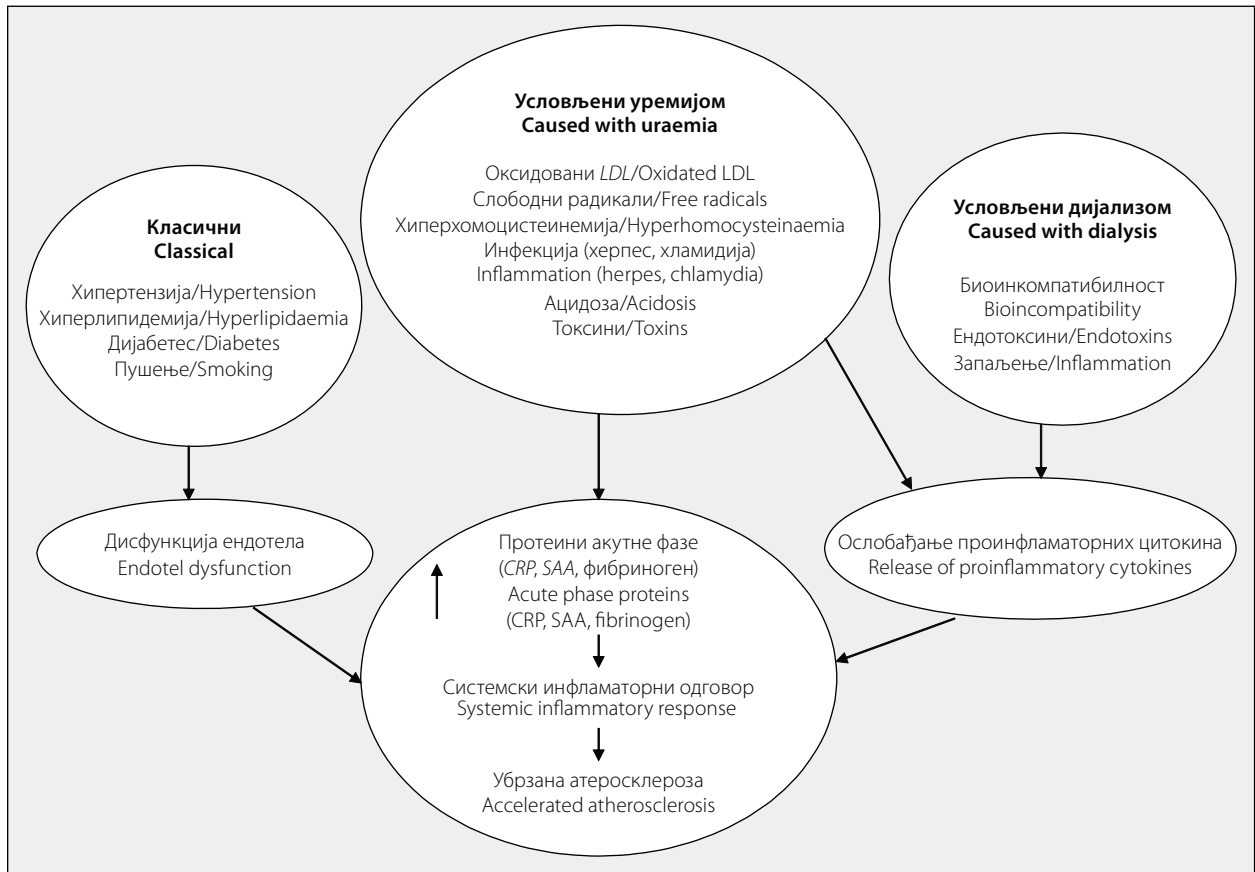 Класични
Classical
Хипертензија/Hypertension
Хиперлипидемија/Hyperlipidaemia
Дијабетес/Diabetes
Пушење/Smoking
Условљени уремијом
Caused with uraemia
Оксидовани LDL/Oxidated LDL
Слободни радикали/Free radicals
Хиперхомоцистеинемија/Hyperhomocysteinaemia
Инфекција (херпес, хламидија)
Inflammation (herpes, chlamydia)
Ацидоза/Acidosis
Токсини/Toxins
Условљени дијализом
Caused with dialysis
Биоинкомпатибилност
Bioincompatibility
Ендотоксини/Endotoxins
Запаљење/Inflammation
Дисфункција ендотела
Endotel dysfunction
Протеини акутне фазе
(CRP, SAA, фибриноген)
Acute phase proteins
(CRP, SAA, fibrinogen)
Системски инфламаторни одговор
Systemic inflammatory response
Убрзана атеросклероза
Accelerated atherosclerosis
Ослобађање проинфламаторних цитокина
Release of proinflammatory cytokines